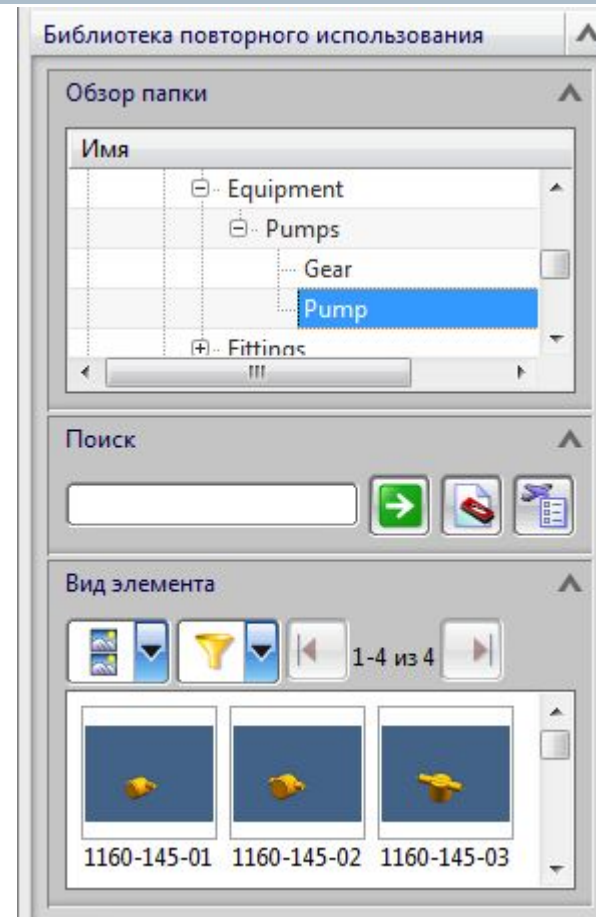 Библиотека повторного использования
Обзор папки
Имя
Equipment
Pumps
Gear
Pump
Fittings
Поиск
Вид элемента
1-4 из 4
1160-145-01 1160-145-02 1160-145-03